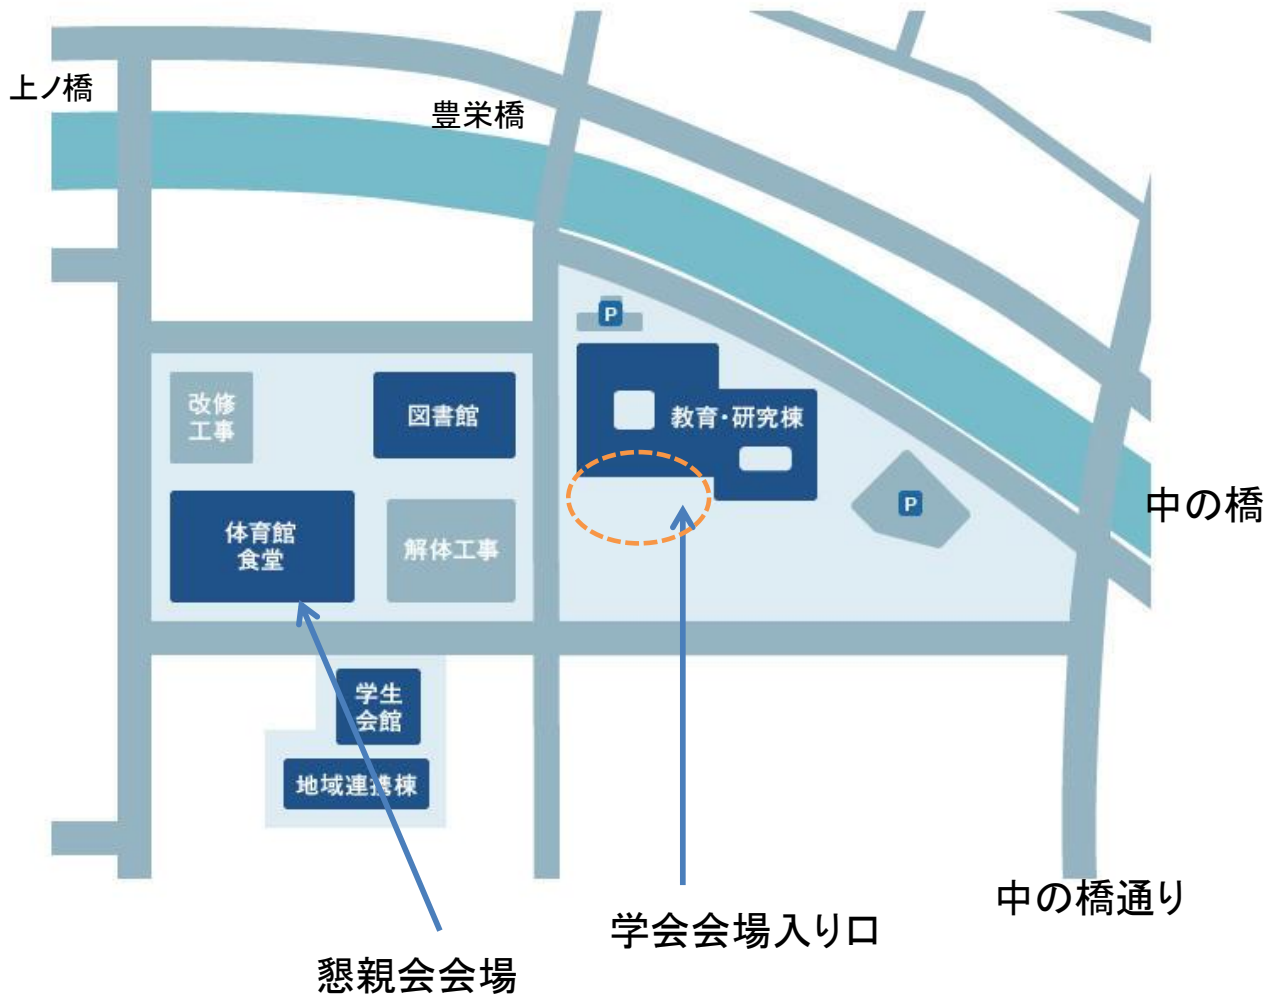 上ノ橋
豊栄橋
P
改修
工事
図書館
教育・研究棟
体育館
食堂
解体工事
P
中の橋
学生
会館
地域連携棟
中の橋通り
学会会場入り口
懇親会会場